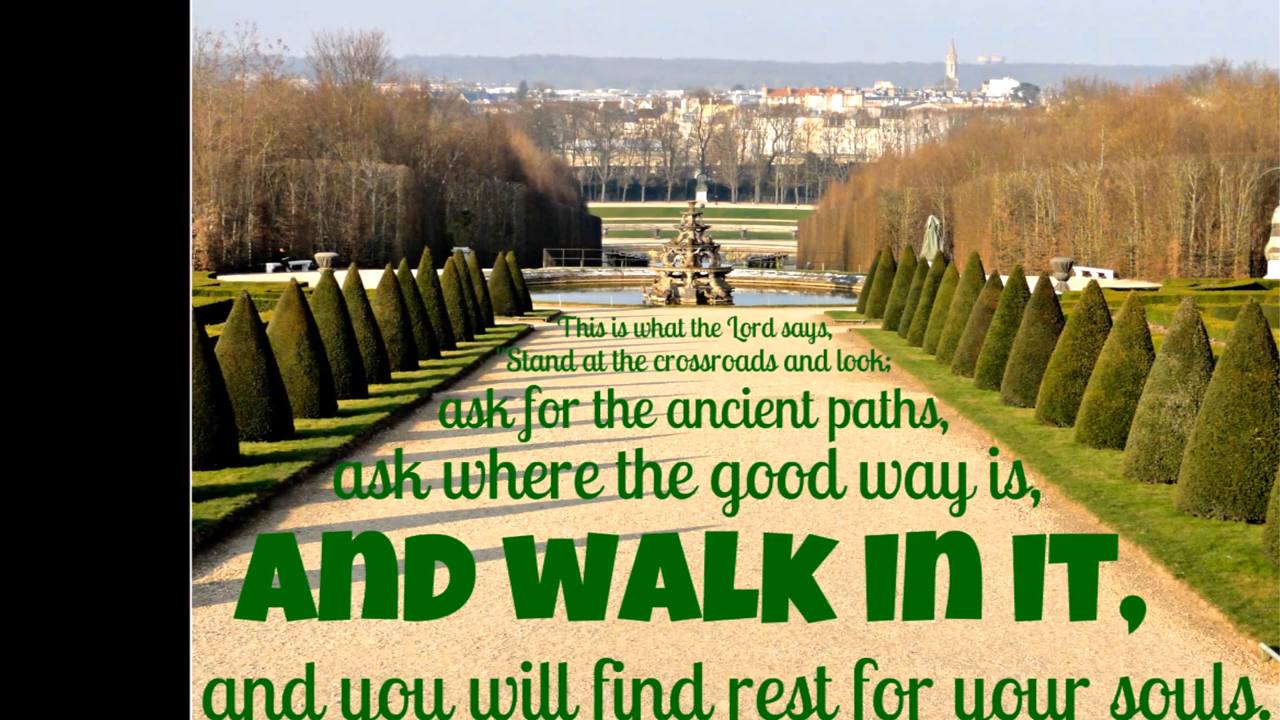 "This is what the Lord says,
"Stand at the crossroads and look;
ask for the ancient paths,
ask where the good way is,
AND WALK IN IT,
and you will find rest for your souls.